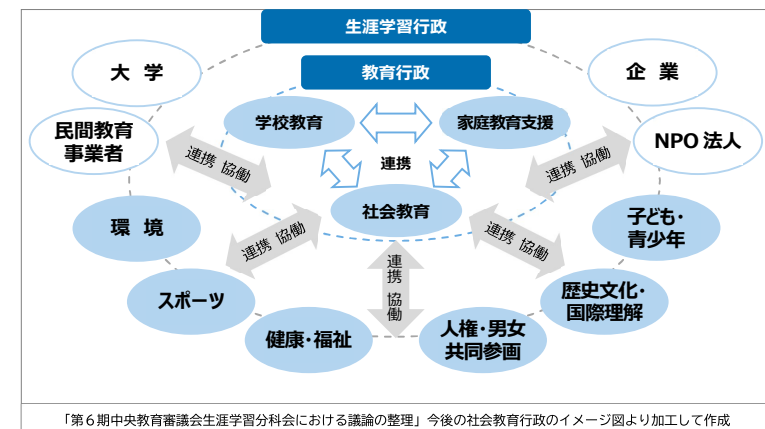 生涯学習行政
教育行政
大 学
企 業
民間教育
事業者
学校教育
家庭教育支援
NPO 法人
連携
連携 協働
連携 協働
社会教育
環 境
子ども・
青少年
連携 協働
連携 協働
連携 協働
スポーツ
歴史文化・
国際理解
健康・福祉
人権・男女
共同参画
「第6期中央教育審議会生涯学習分科会における議論の整理」今後の社会教育行政のイメージ図より加工して作成